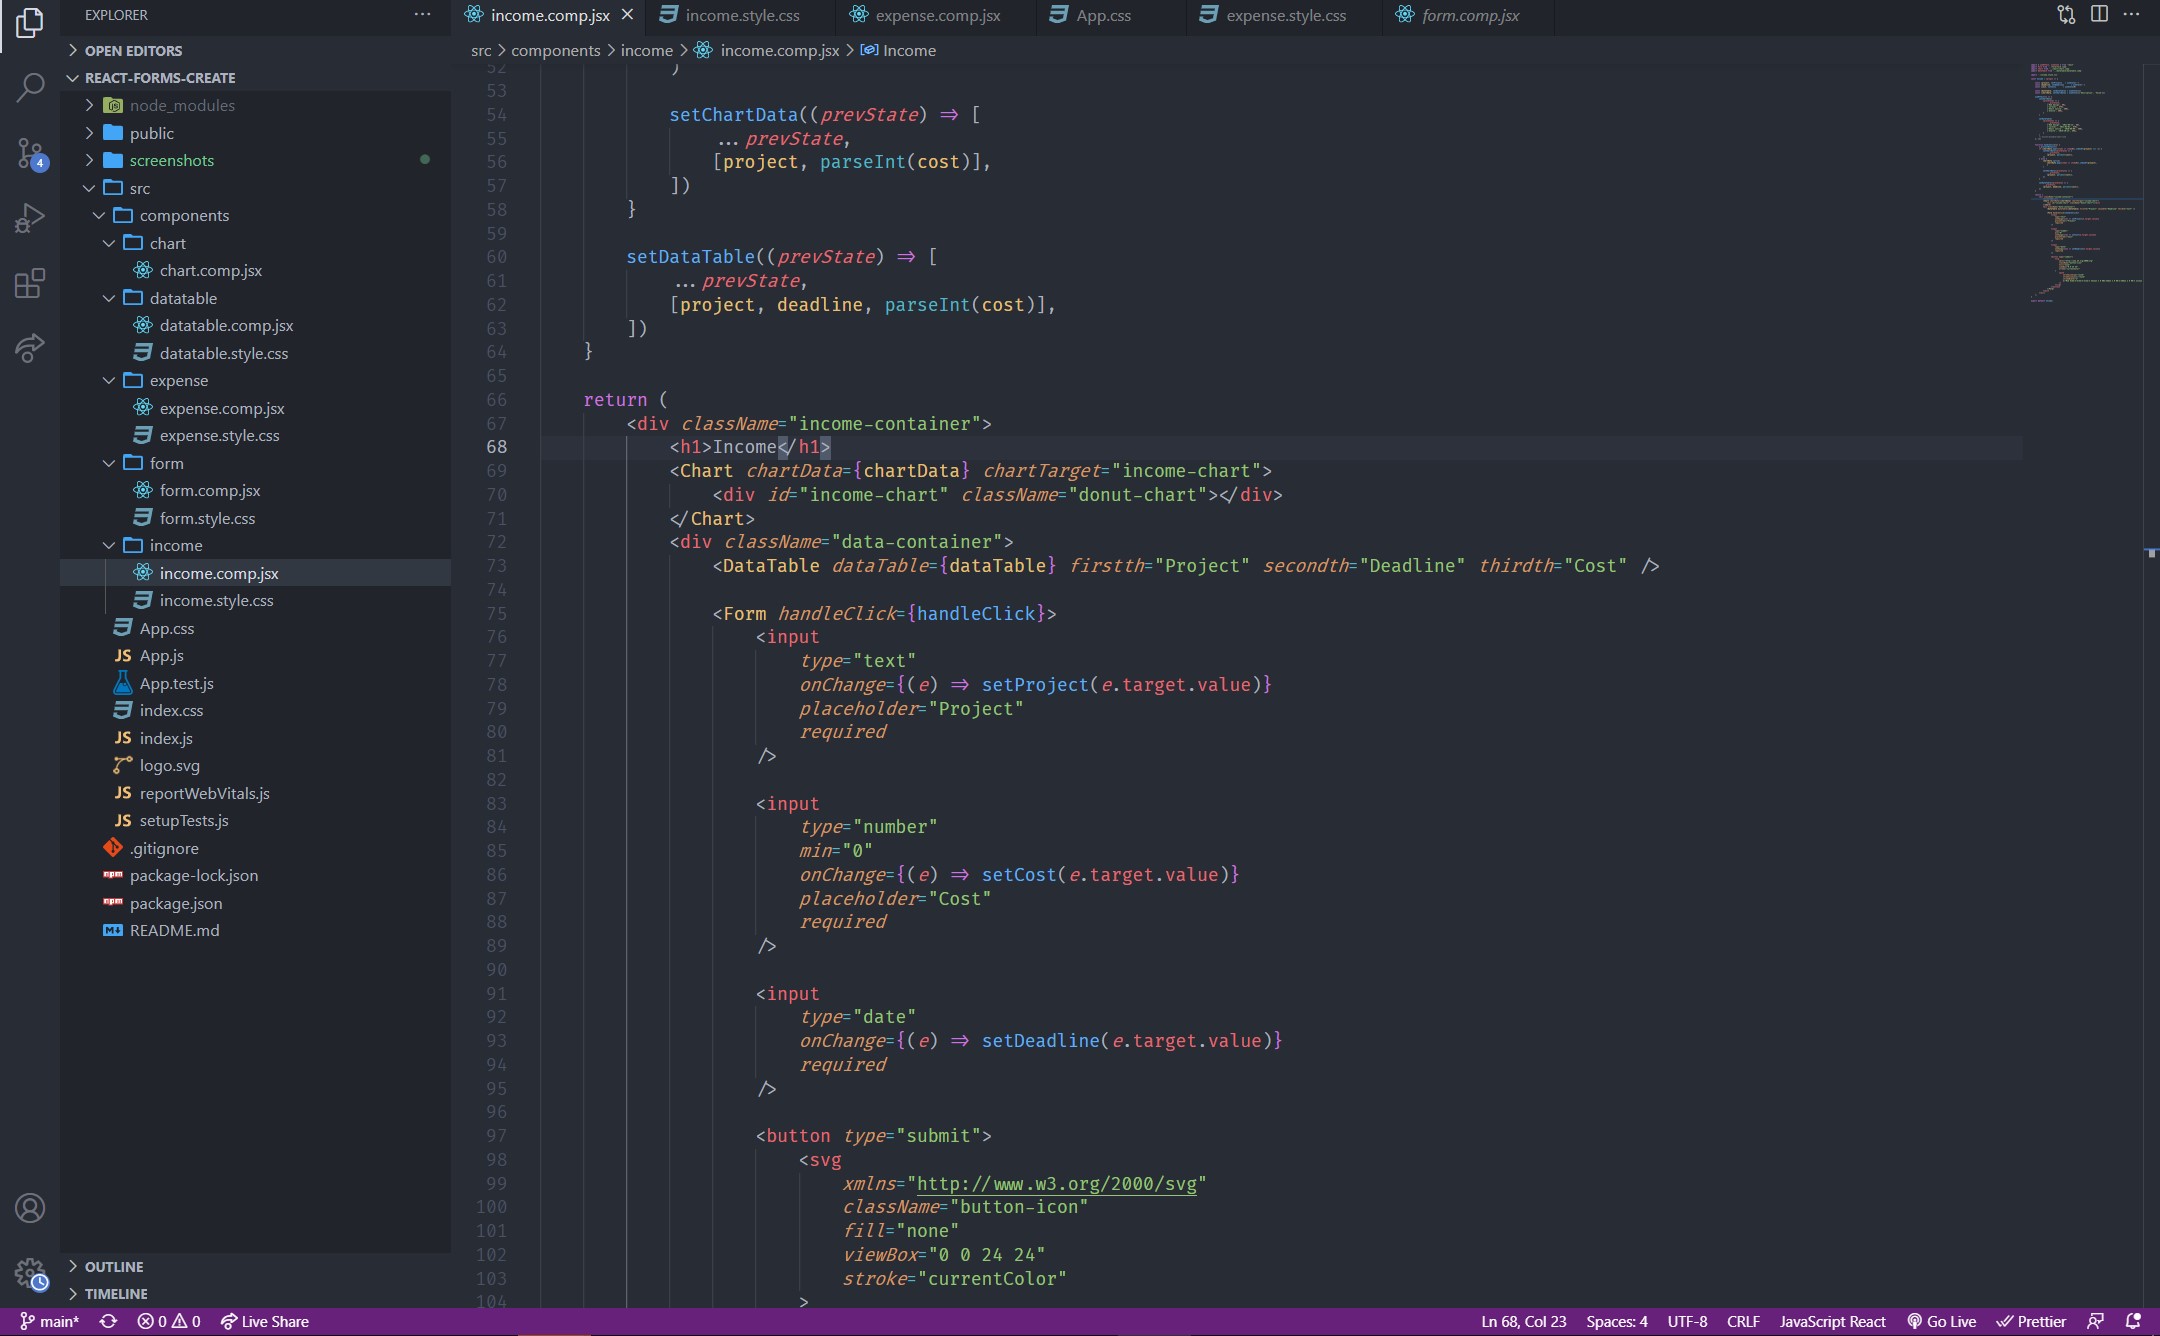 EXPLORER
OPEN EDITORS
REACT-FORMS-CREATE
node_modules
public
screenshots
src
components
chart
chart.comp.jsx
datatable
datatable.comp.jsx
datatable.style.css
expense
expense.comp.jsx
expense.style.css
form
form.comp.jsx
form.style.css
income
income.comp.jsx
income.style.css
App.css
JS App.js
App.test.js
index.css
JS index.js
logo.svg
JS reportWebVitals.js
JS setupTests.js
.gitignore
npm package-lock.json
npm package.json
README.md
OUTLINE
TIMELINE
4
income.comp.jsx income.style.css expense.comp.jsx App.css expense.style.css form.comp.jsx
src > components > income > income.comp.jsx > Income
52 )
53
54 setChartData((prevState) => [
55 ...prevState,
56 [project, parseInt(cost)],
57 ])
58 }
59
60 setDataTable((prevState) => [
61 ...prevState,
62 [project, deadline, parseInt(cost)],
63 ])
64 }
65
66 return (
67 <div className="income-container">
68 <h1>Income</h1>
69 <Chart chartData={chartData} chartTarget="income-chart">
70 <div id="income-chart" className="donut-chart"></div>
71 </Chart>
72 <div className="data-container">
73 <DataTable dataTable={dataTable} firstth="Project" secondth="Deadline" thirdth="Cost" />
74
75 <Form handleClick={handleClick}>
76 <input
77 type="text"
78 onChange={(e) => setProject(e.target.value)}
79 placeholder="Project"
80 required
81 />
82
83 <input
84 type="number"
85 min="0"
86 onChange={(e) => setCost(e.target.value)}
87 placeholder="Cost"
88 required
89 />
90
91 <input
92 type="date"
93 onChange={(e) => setDeadline(e.target.value)}
94 required
95 />
96
97 <button type="submit">
98 <svg
99 xmlns="http://www.w3.org/2000/svg"
100 className="button-icon"
101 fill="none"
102 viewBox="0 0 24 24"
103 stroke="currentColor"
104 >
main* 0 0 Live Share Ln 68, Col 23 Spaces: 4 UTF-8 CRLF JavaScript React Go Live Prettier